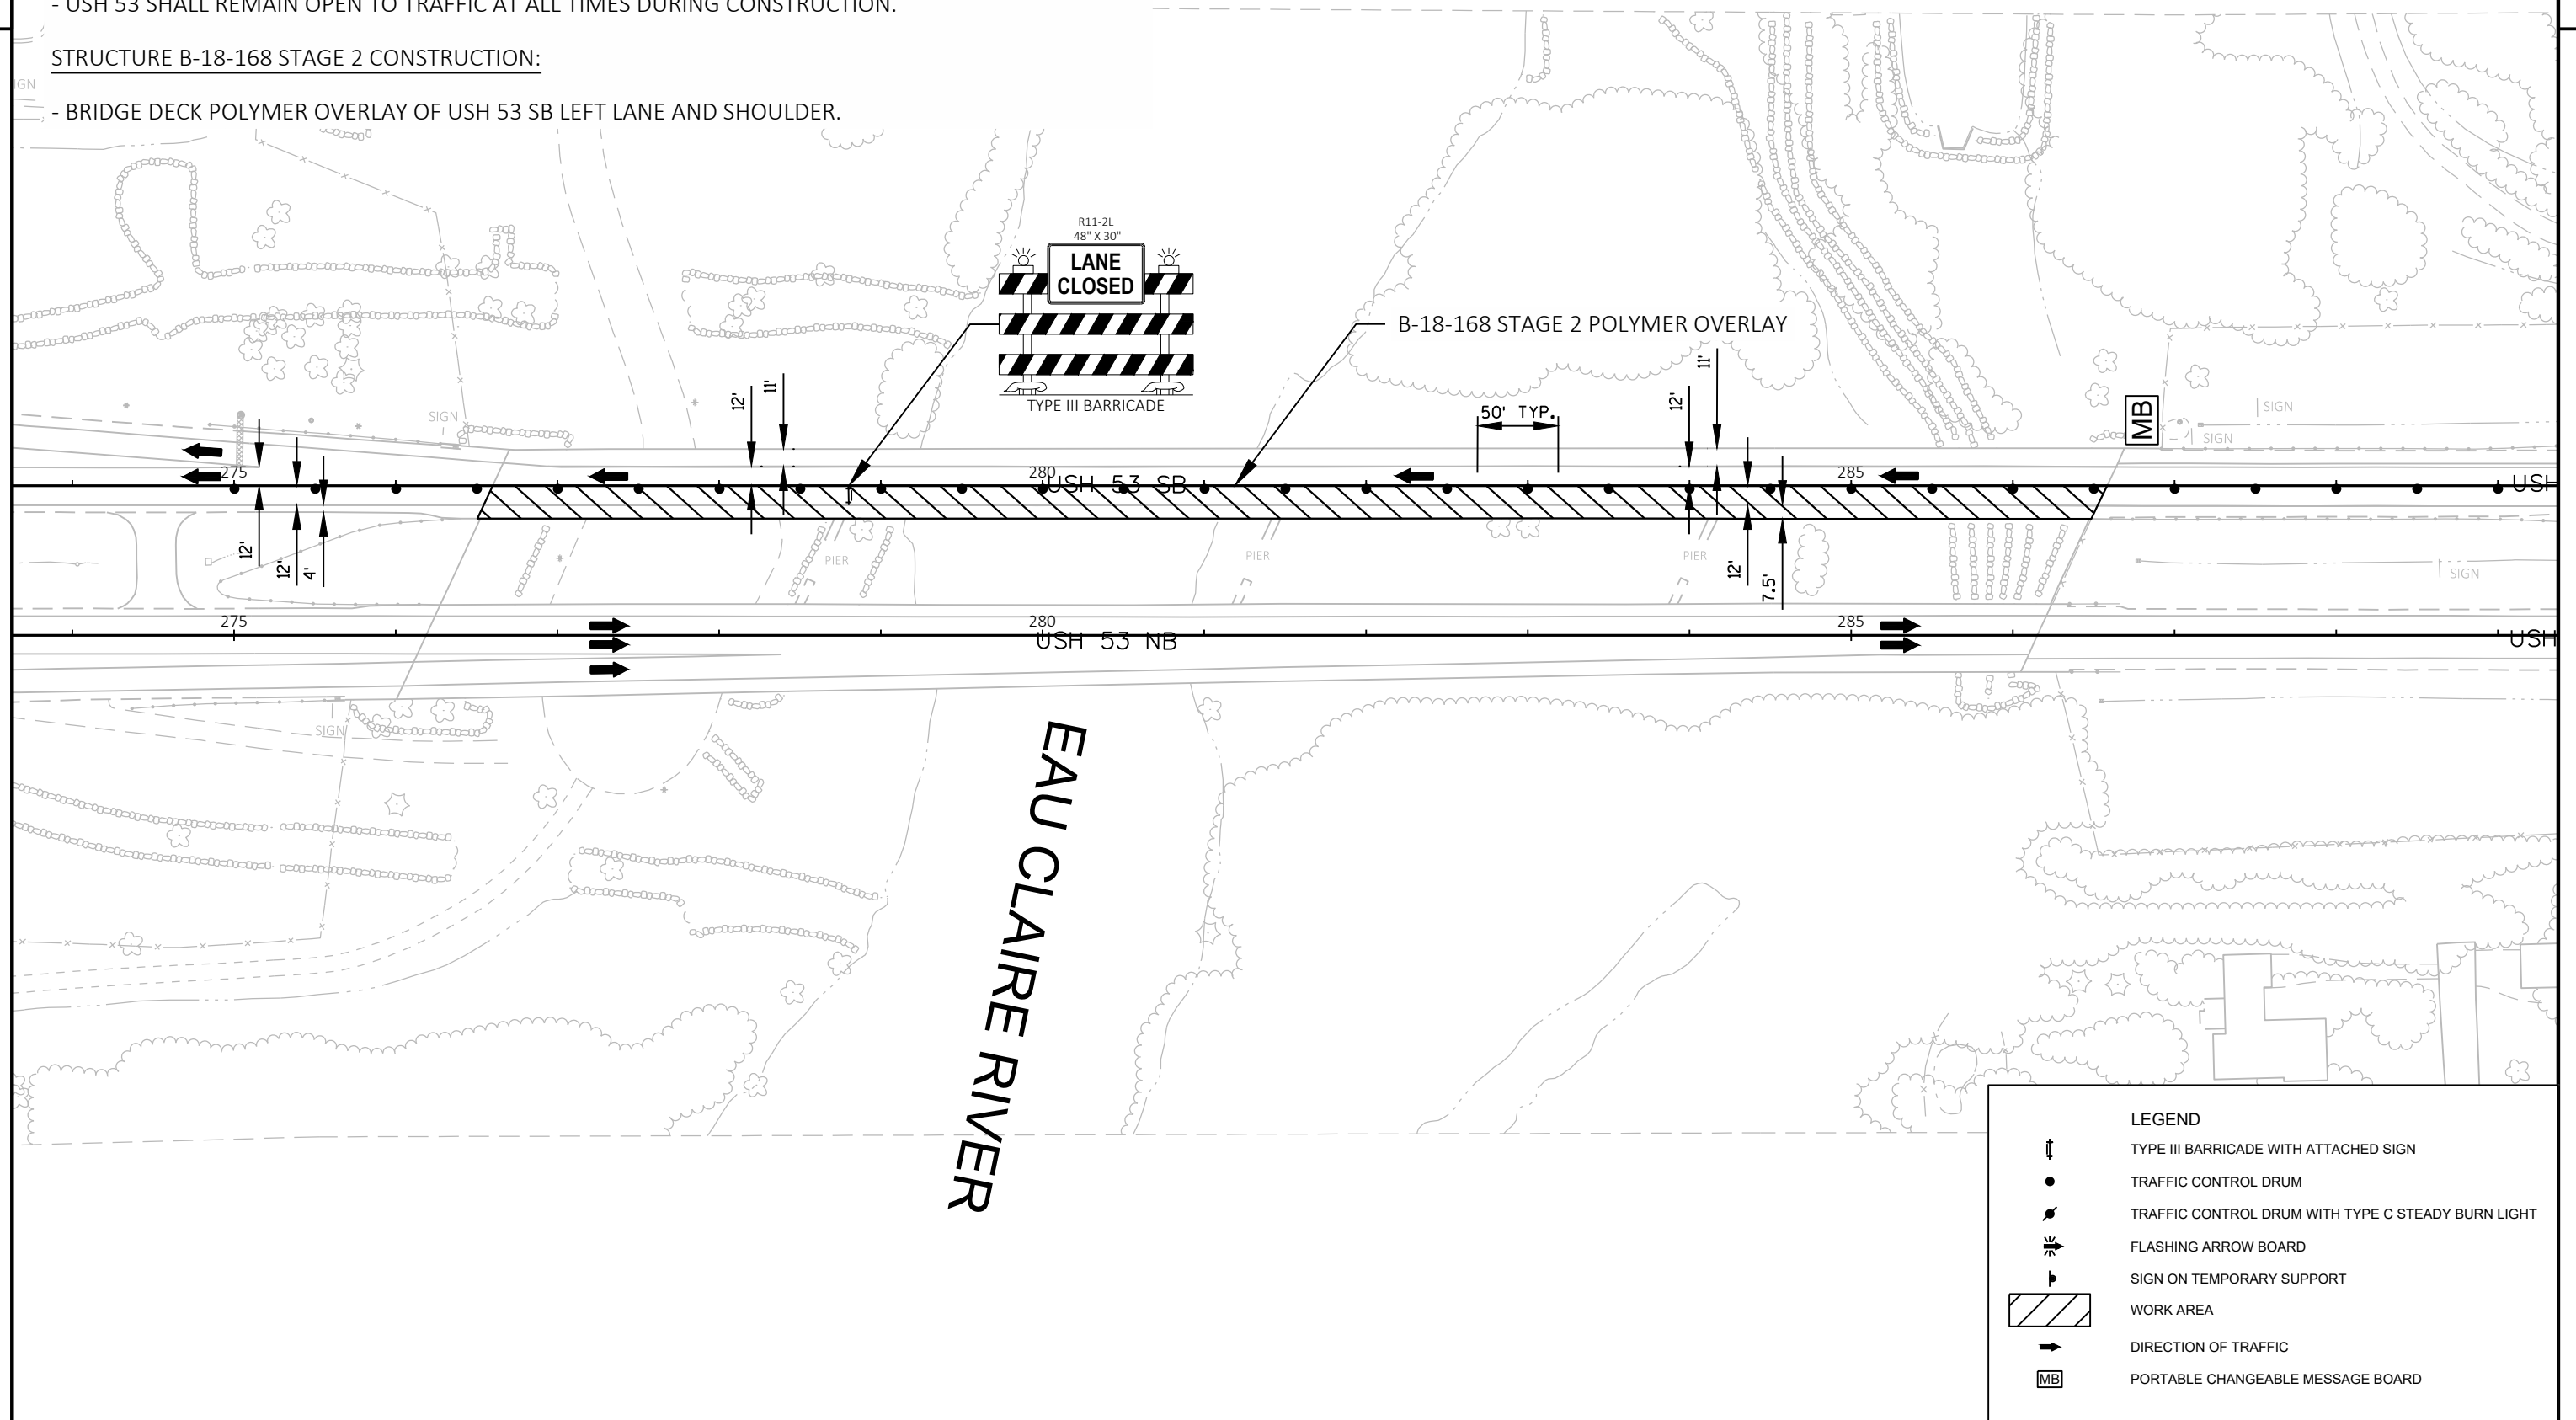 - USH 53 SHALL REMAIN OPEN TO TRAFFIC AT ALL TIMES DURING CONSTRUCTION.
STRUCTURE B-18-168 STAGE 2 CONSTRUCTION:
IGN
- BRIDGE DECK POLYMER OVERLAY OF USH 53 SB LEFT LANE AND SHOULDER.
R11-2L
48" X 30"
LANE
CLOSED
TYPE III BARRICADE
B-18-168 STAGE 2 POLYMER OVERLAY
11'
12'
11'
12'
50' TYP.
MB
SIGN
SIGN
SIGN
275
280
285
USH 53 SB
USH
12'
12'
4'
PIER
PIER
PIER
12'
7.5'
SIGN
275
280
285
USH 53 NB
USH
SIGN
EAU CLAIRE RIVER
LEGEND
TYPE III BARRICADE WITH ATTACHED SIGN
TRAFFIC CONTROL DRUM
TRAFFIC CONTROL DRUM WITH TYPE C STEADY BURN LIGHT
FLASHING ARROW BOARD
SIGN ON TEMPORARY SUPPORT
WORK AREA
DIRECTION OF TRAFFIC
MB PORTABLE CHANGEABLE MESSAGE BOARD